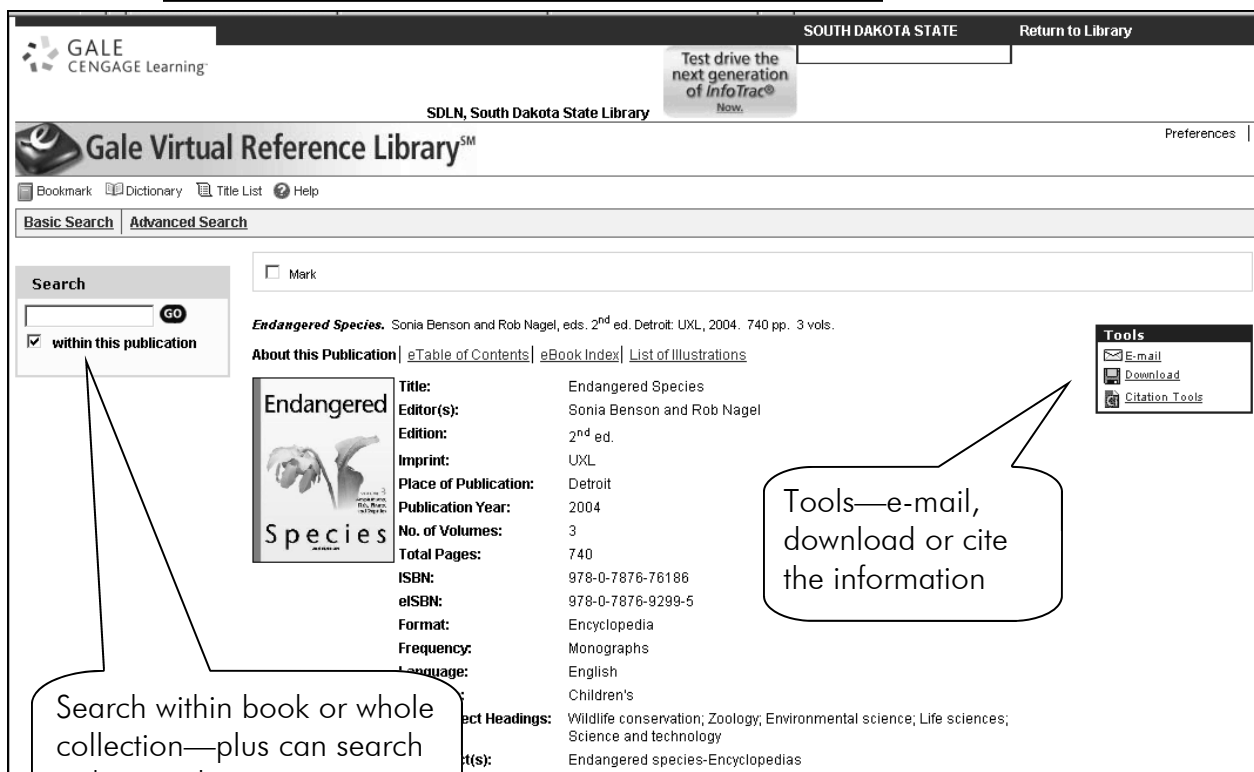 SOUTH DAKOTA STATE Return to Library
GALE
CENGAGE Learning
Test drive the
next generation
of InfoTrac®
Now.
SDLN, South Dakota State Library
Gale Virtual Reference Library SM
Preferences |
Bookmark Dictionary Title List Help
Basic Search | Advanced Search
Search
GO
within this publication
Mark
Endangered Species. Sonia Benson and Rob Nagel, eds. 2nd ed. Detroit: UXL, 2004. 740 pp. 3 vols.
About this Publication | eTable of Contents | eBook Index | List of Illustrations
Tools
E-mail
Download
Citation Tools
Endangered
Species
Title: Endangered Species
Editor(s): Sonia Benson and Rob Nagel
Edition: 2nd ed.
Imprint: UXL
Place of Publication: Detroit
Publication Year: 2004
No. of Volumes: 3
Total Pages: 740
ISBN: 978-0-7876-76186
eISBN: 978-0-7876-9299-5
Format: Encyclopedia
Frequency: Monographs
Language: English
Children's
ect Headings: Wildlife conservation; Zoology; Environmental science; Life sciences;
Science and technology
ct(s): Endangered species-Encyclopedias
Tools—e-mail,
download or cite
the information
Search within book or whole
collection—plus can search